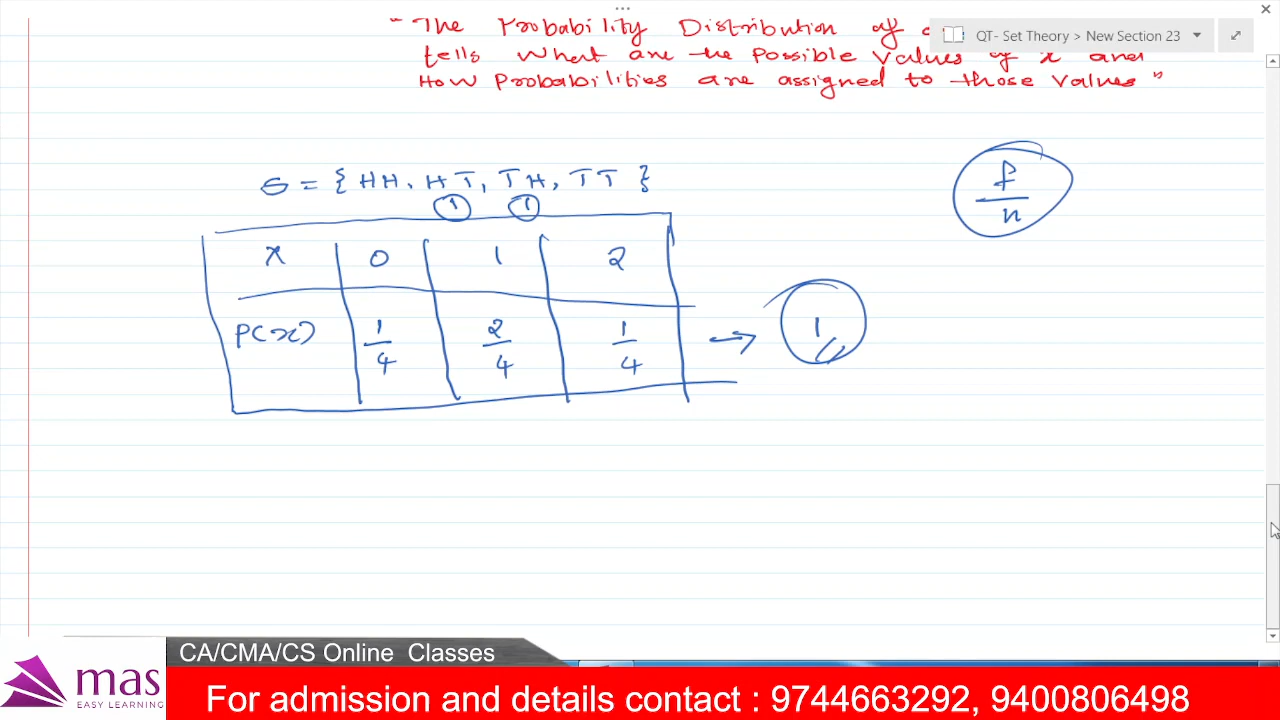 "The Probability Distribution of
QT- Set Theory > New Section 23
tells What are the Possible Values of x and
How Probabilities are assigned to those Values"
S = { HH, HT, TH, TT }
1 1
f/n
x 0 1 2
P(x) 1/4 2/4 1/4 → 1
CA/CMA/CS Online Classes
mas
EASY LEARNING
For admission and details contact : 9744663292, 9400806498